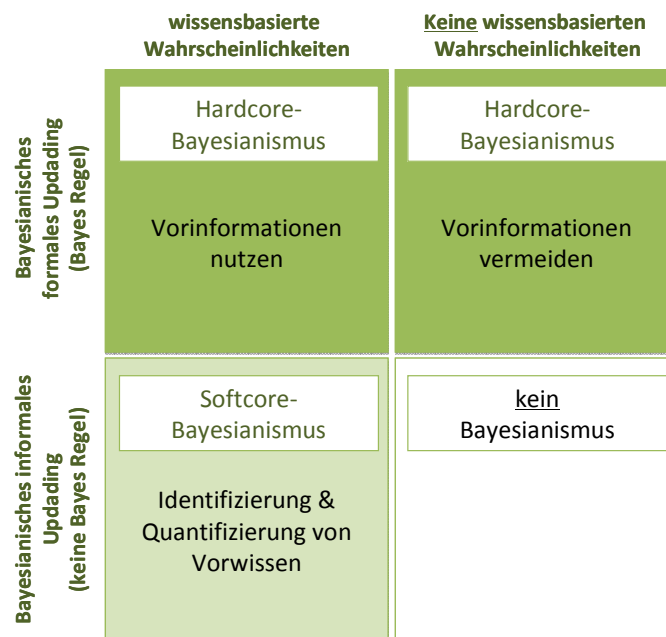 wissensbasierte
Wahrscheinlichkeiten
Keine wissensbasierten
Wahrscheinlichkeiten
Bayesianisches
formales Updading
(Bayes Regel)
Hardcore-
Bayesianismus
Vorinformationen
nutzen
Hardcore-
Bayesianismus
Vorinformationen
vermeiden
Bayesianisches informales
Updading
(keine Bayes Regel)
Softcore-
Bayesianismus
Identifizierung &
Quantifizierung von
Vorwissen
kein
Bayesianismus